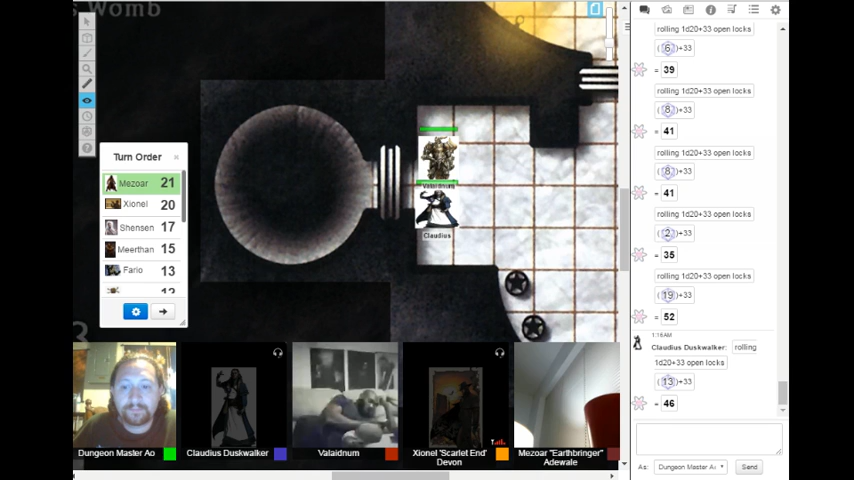 s Womb
Turn Order
×
Mezoar 21
Xionel 20
Shensen 17
Meerthan 15
Fario 13
Valaidnum
Claudius
3
Dungeon Master Ao
Claudius Duskwalker
Valaidnum
Xionel 'Scarlet End' Devon
Mezoar "Earthbringer" Adewale
rolling 1d20+33 open locks
(6)+33
= 39
rolling 1d20+33 open locks
(8)+33
= 41
rolling 1d20+33 open locks
(8)+33
= 41
rolling 1d20+33 open locks
(2)+33
= 35
rolling 1d20+33 open locks
(19)+33
= 52
1:16AM
Claudius Duskwalker: rolling
1d20+33 open locks
(13)+33
= 46
As: Dungeon Master A
Send